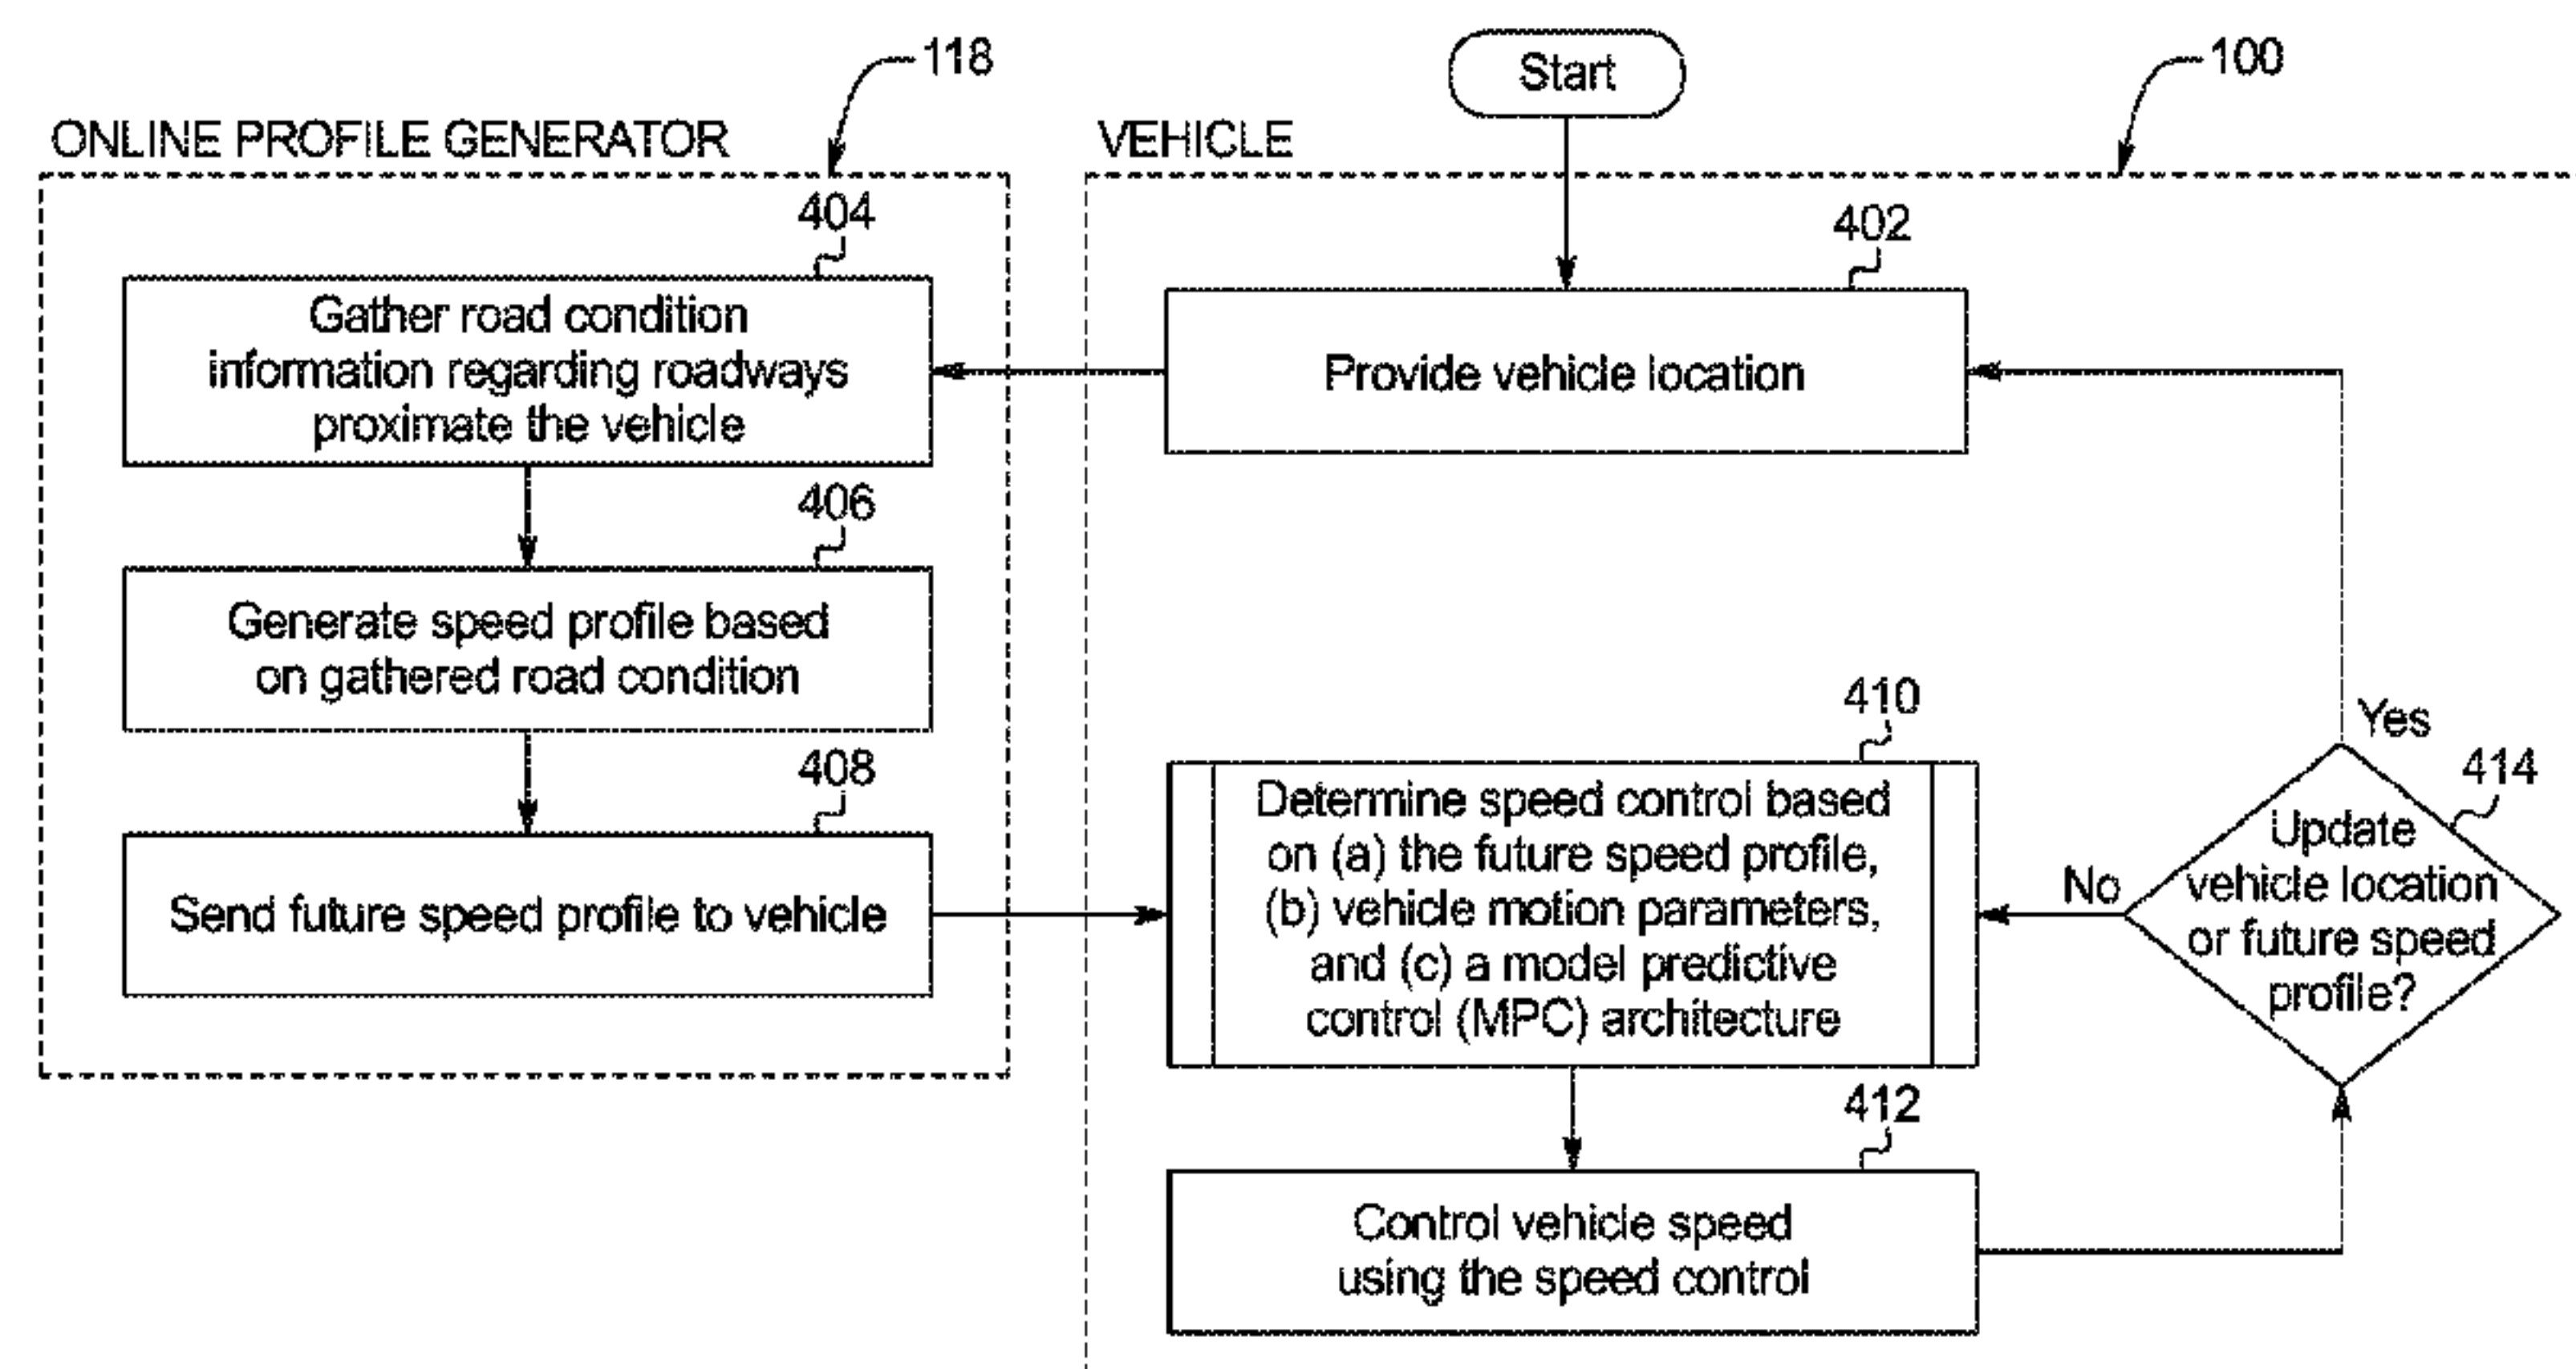 118
Start
100
ONLINE PROFILE GENERATOR
VEHICLE
404
402
Gather road condition
information regarding roadways
proximate the vehicle
Provide vehicle location
406
Generate speed profile based
on gathered road condition
408
Send future speed profile to vehicle
410
Determine speed control based
on (a) the future speed profile,
(b) vehicle motion parameters,
and (c) a model predictive
control (MPC) architecture
Yes
414
Update
vehicle location
or future speed
profile?
No
412
Control vehicle speed
using the speed control